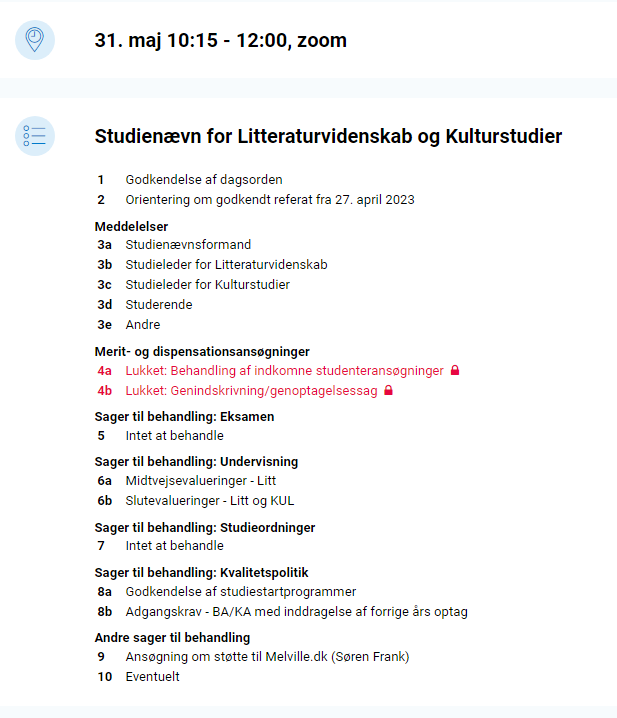 31. maj 10:15 - 12:00, zoom
Studienævn for Litteraturvidenskab og Kulturstudier
1 Godkendelse af dagsorden
2 Orientering om godkendt referat fra 27. april 2023
Meddelelser
3a Studienævnsformand
3b Studieleder for Litteraturvidenskab
3c Studieleder for Kulturstudier
3d Studerende
3e Andre
Merit- og dispensationsansøgninger
4a Lukket: Behandling af indkomne studenteransøgninger
4b Lukket: Genindskrivning/genoptagelsessag
Sager til behandling: Eksamen
5 Intet at behandle
Sager til behandling: Undervisning
6a Midtvejsevalueringer - Litt
6b Slutevalueringer - Litt og KUL
Sager til behandling: Studieordninger
7 Intet at behandle
Sager til behandling: Kvalitetspolitik
8a Godkendelse af studiestartprogrammer
8b Adgangskrav - BA/KA med inddragelse af forrige års optag
Andre sager til behandling
9 Ansøgning om støtte til Melville.dk (Søren Frank)
10 Eventuelt